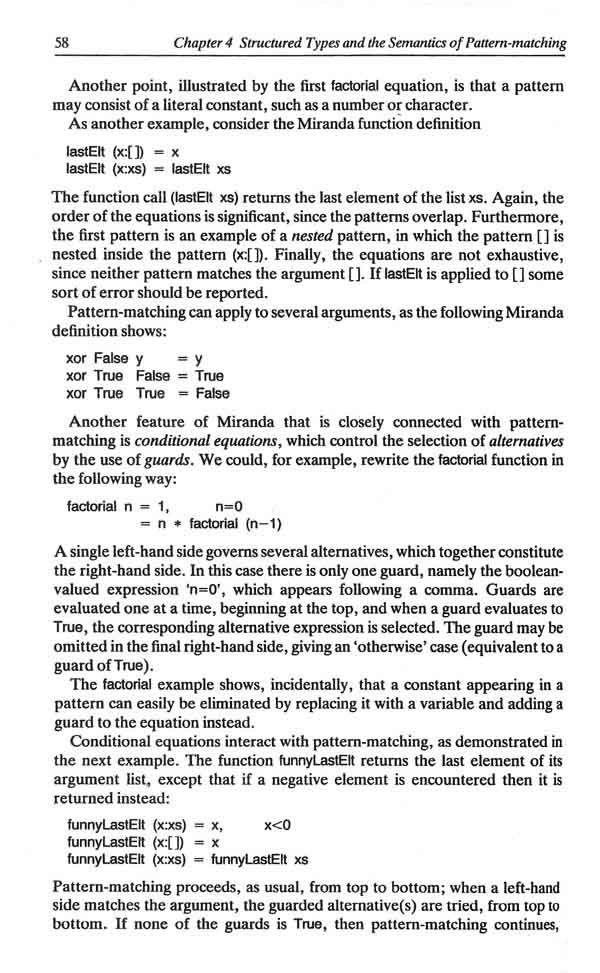 58 Chapter 4 Structured Types and the Semantics of Pattern-matching
Another point, illustrated by the first factorial equation, is that a pattern
may consist of a literal constant, such as a number or character.
As another example, consider the Miranda function definition
lastElt (x:[ ]) = x
lastElt (x:xs) = lastElt xs
The function call (lastElt xs) returns the last element of the list xs. Again, the
order of the equations is significant, since the patterns overlap. Furthermore,
the first pattern is an example of a nested pattern, in which the pattern [ ] is
nested inside the pattern (x:[ ]). Finally, the equations are not exhaustive,
since neither pattern matches the argument [ ]. If lastElt is applied to [ ] some
sort of error should be reported.
Pattern-matching can apply to several arguments, as the following Miranda
definition shows:
xor False y = y
xor True False = True
xor True True = False
Another feature of Miranda that is closely connected with pattern-
matching is conditional equations, which control the selection of alternatives
by the use of guards. We could, for example, rewrite the factorial function in
the following way:
factorial n = 1, n=0
= n * factorial (n−1)
A single left-hand side governs several alternatives, which together constitute
the right-hand side. In this case there is only one guard, namely the boolean-
valued expression 'n=0', which appears following a comma. Guards are
evaluated one at a time, beginning at the top, and when a guard evaluates to
True, the corresponding alternative expression is selected. The guard may be
omitted in the final right-hand side, giving an 'otherwise' case (equivalent to a
guard of True).
The factorial example shows, incidentally, that a constant appearing in a
pattern can easily be eliminated by replacing it with a variable and adding a
guard to the equation instead.
Conditional equations interact with pattern-matching, as demonstrated in
the next example. The function funnyLastElt returns the last element of its
argument list, except that if a negative element is encountered then it is
returned instead:
funnyLastElt (x:xs) = x, x<0
funnyLastElt (x:[ ]) = x
funnyLastElt (x:xs) = funnyLastElt xs
Pattern-matching proceeds, as usual, from top to bottom; when a left-hand
side matches the argument, the guarded alternative(s) are tried, from top to
bottom. If none of the guards is True, then pattern-matching continues,